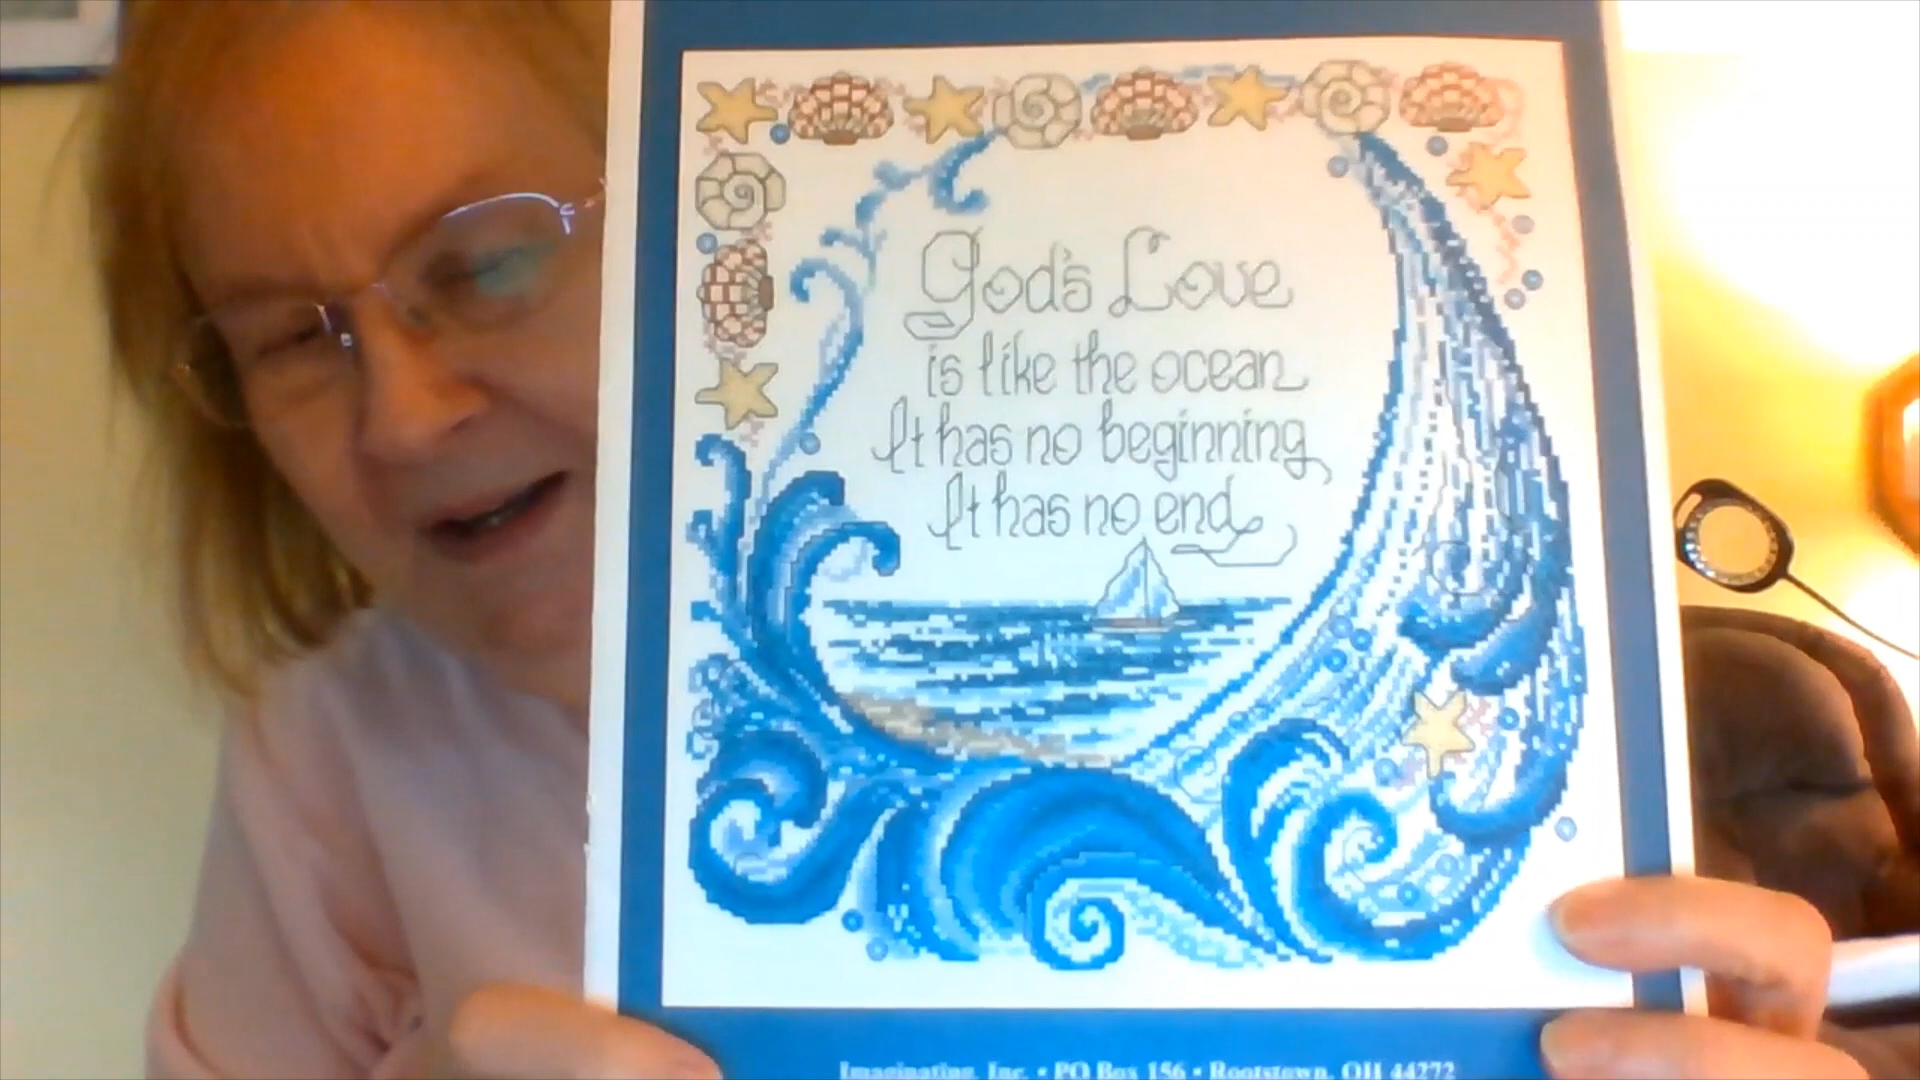 God's Love
is like the ocean
It has no beginning
It has no end
Imaginating, Inc. • PO Box 156 • Rootstown, OH 44272